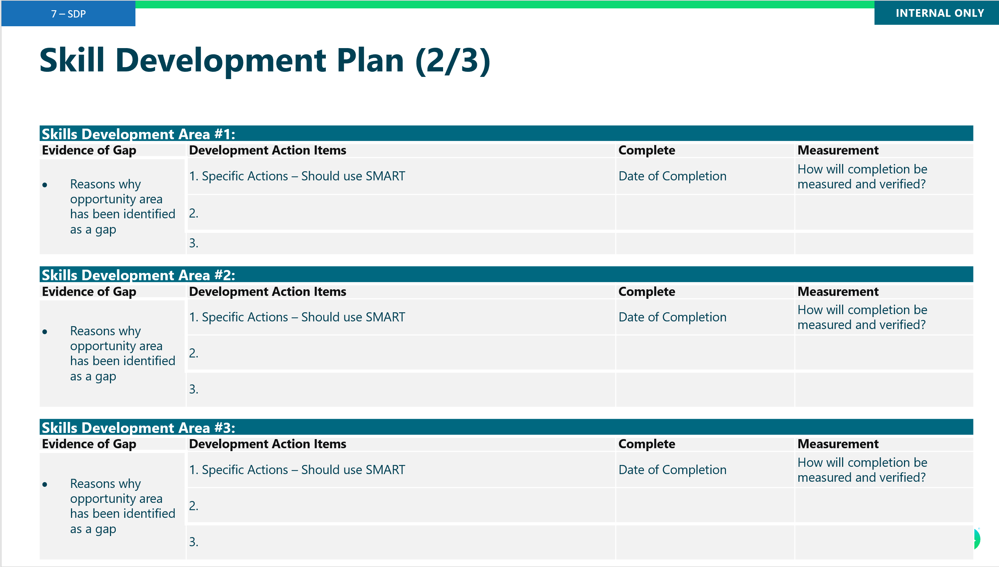 7 – SDP
INTERNAL ONLY
Skill Development Plan (2/3)
Skills Development Area #1:
Evidence of Gap Development Action Items Complete Measurement
• Reasons why
opportunity area
has been identified
as a gap
1. Specific Actions – Should use SMART
Date of Completion
How will completion be
measured and verified?
2.
3.
Skills Development Area #2:
Evidence of Gap Development Action Items Complete Measurement
• Reasons why
opportunity area
has been identified
as a gap
1. Specific Actions – Should use SMART
Date of Completion
How will completion be
measured and verified?
2.
3.
Skills Development Area #3:
Evidence of Gap Development Action Items Complete Measurement
• Reasons why
opportunity area
has been identified
as a gap
1. Specific Actions – Should use SMART
Date of Completion
How will completion be
measured and verified?
2.
3.